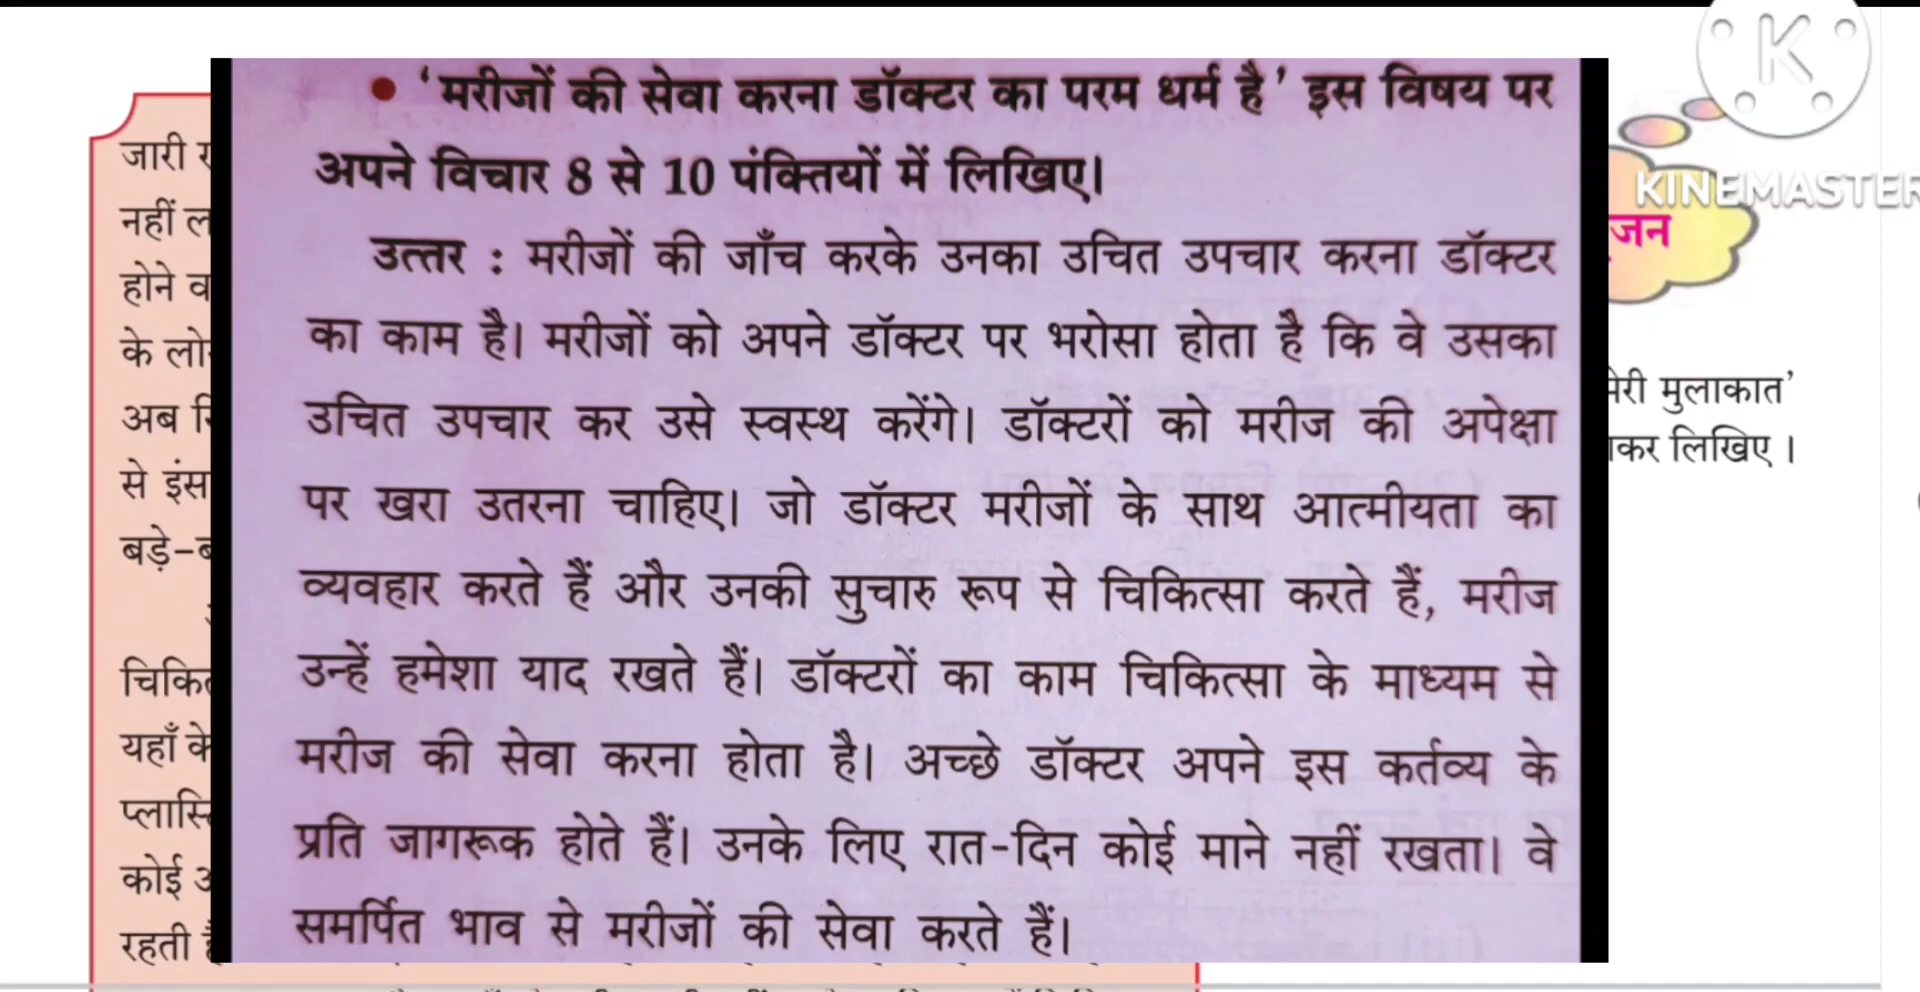 • ‘मरीजों की सेवा करना डॉक्टर का परम धर्म है’ इस विषय पर
अपने विचार 8 से 10 पंक्तियों में लिखिए।
उत्तर : मरीजों की जाँच करके उनका उचित उपचार करना डॉक्टर
का काम है। मरीजों को अपने डॉक्टर पर भरोसा होता है कि वे उसका
उचित उपचार कर उसे स्वस्थ करेंगे। डॉक्टरों को मरीज की अपेक्षा
पर खरा उतरना चाहिए। जो डॉक्टर मरीजों के साथ आत्मीयता का
व्यवहार करते हैं और उनकी सुचारु रूप से चिकित्सा करते हैं, मरीज
उन्हें हमेशा याद रखते हैं। डॉक्टरों का काम चिकित्सा के माध्यम से
मरीज की सेवा करना होता है। अच्छे डॉक्टर अपने इस कर्तव्य के
प्रति जागरूक होते हैं। उनके लिए रात-दिन कोई माने नहीं रखता। वे
समर्पित भाव से मरीजों की सेवा करते हैं।
जारी
नहीं
होने
के
अब
से
यहाँ
कोई
रहती
K
KINEMASTER
मुलाकात’
लिखिए ।